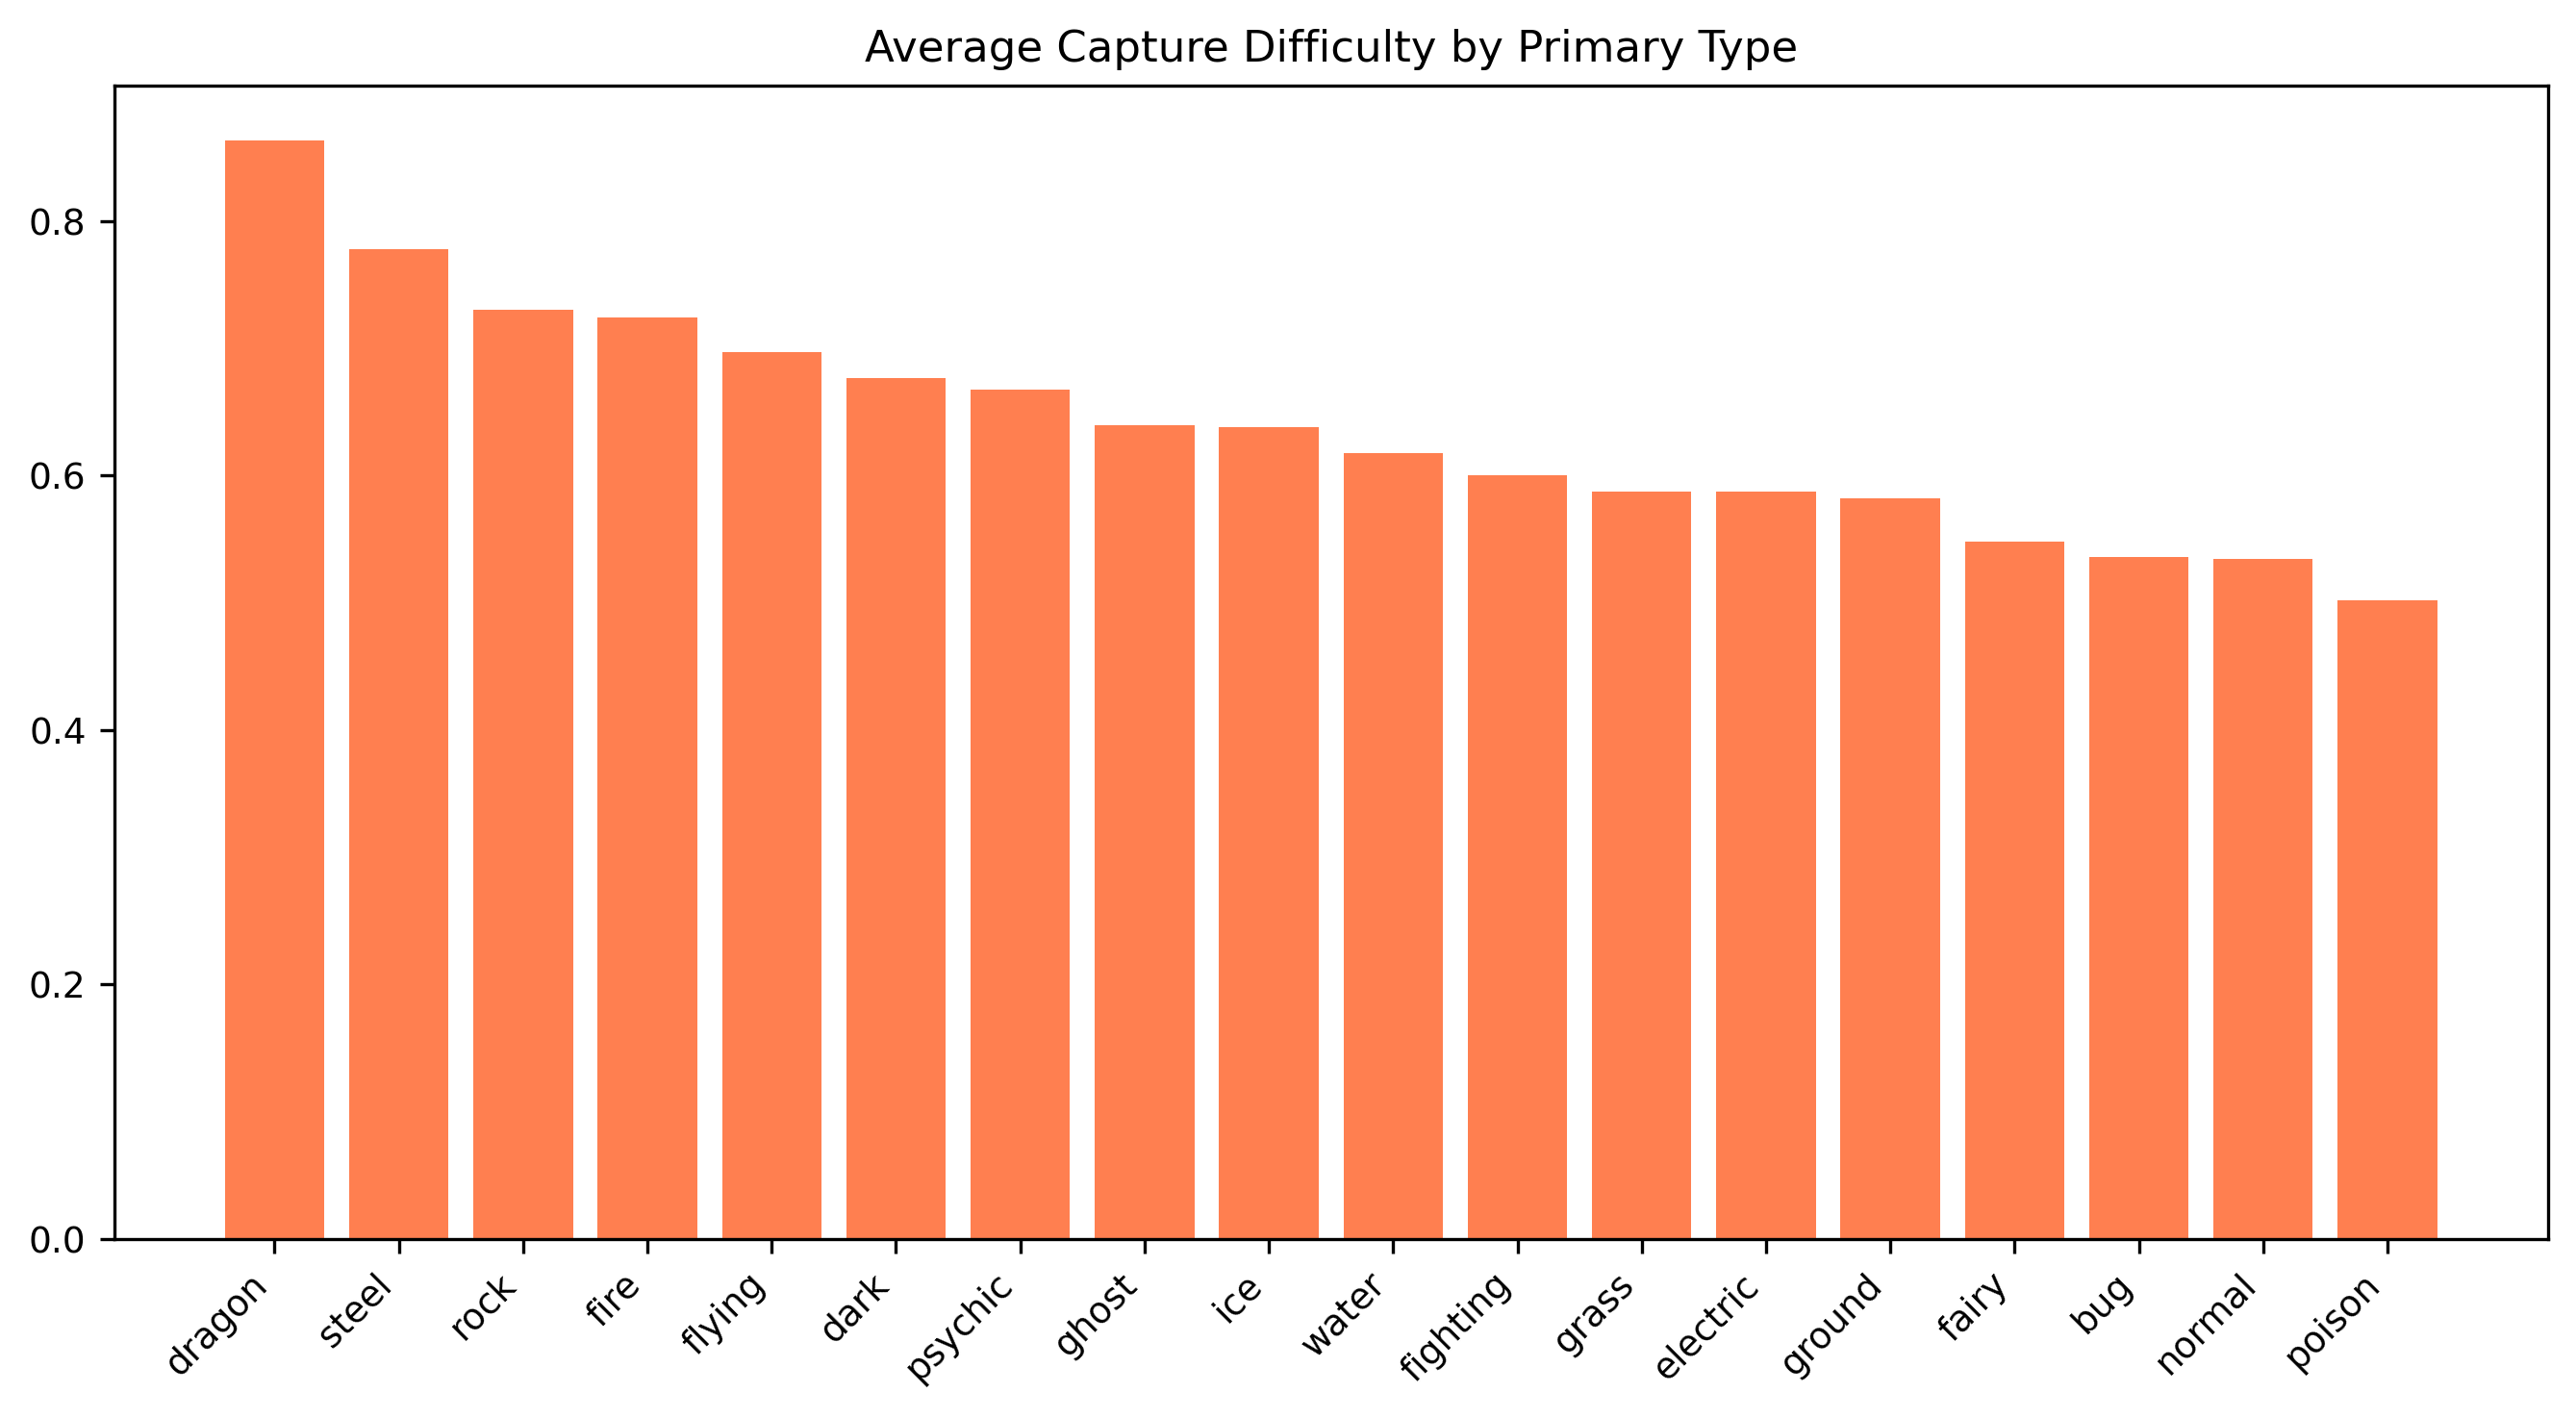 Average Capture Difficulty by Primary Type
0.8
0.6
0.4
0.2
0.0
dragon
steel
rock
fire
flying
dark
psychic
ghost
ice
water
fighting
grass
electric
ground
fairy
bug
normal
poison